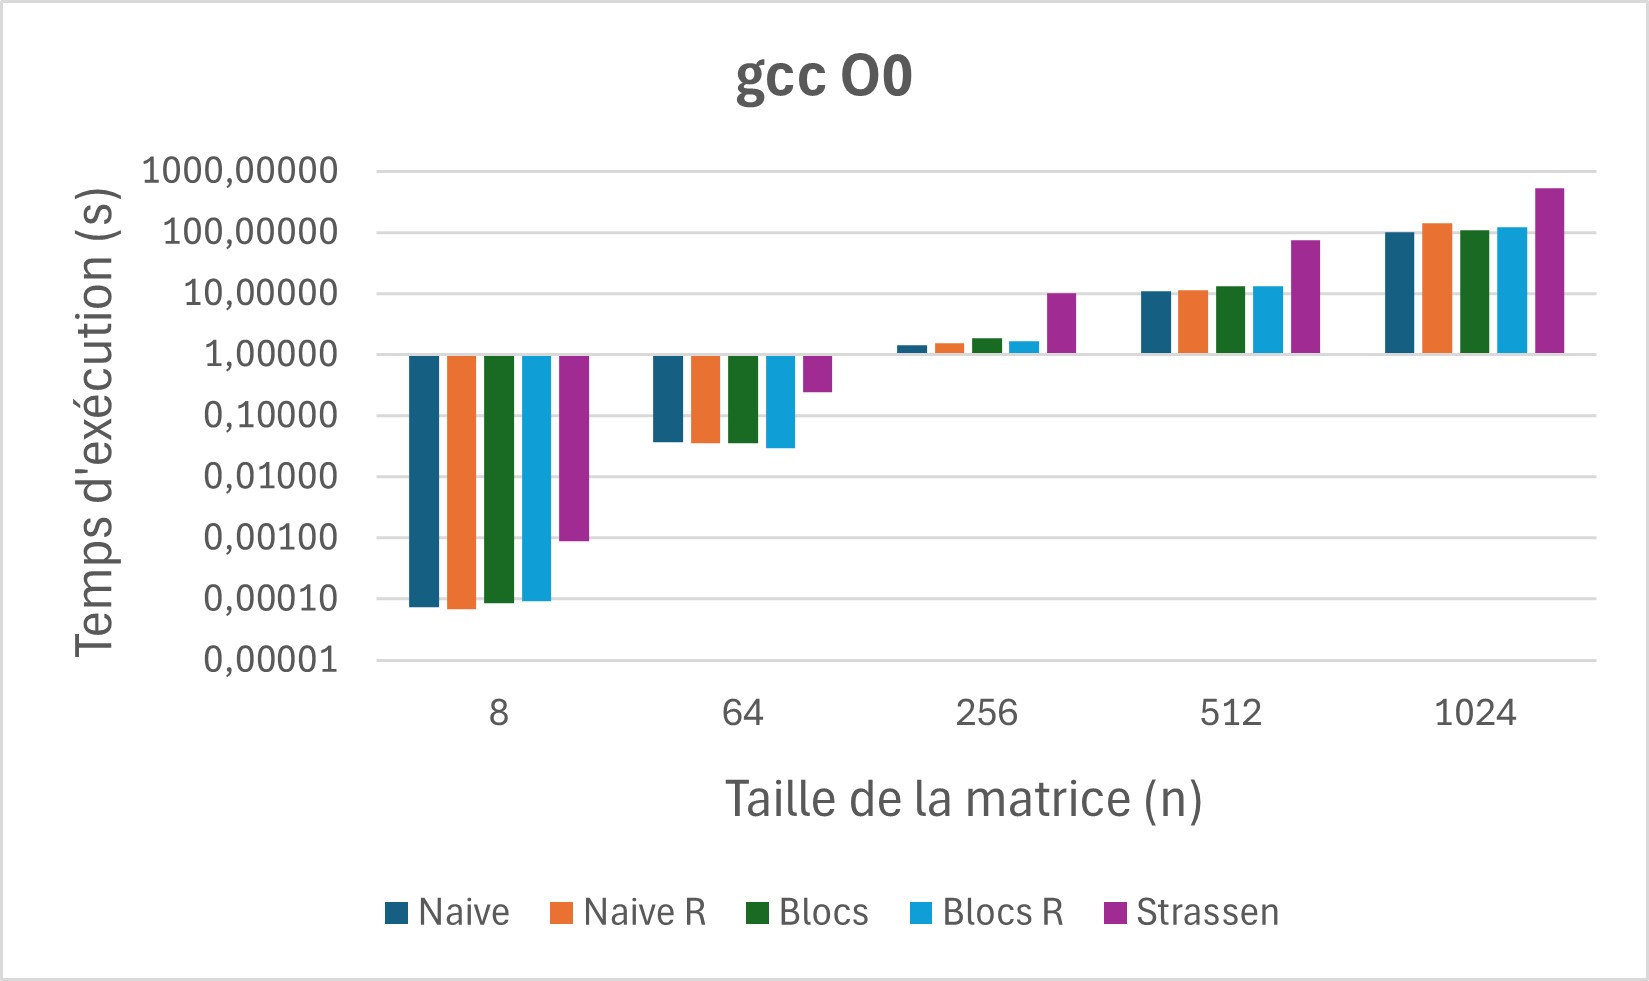 gcc O0
Temps d'exécution (s)
1000,00000
100,00000
10,00000
1,00000
0,10000
0,01000
0,00100
0,00010
0,00001
8 64 256 512 1024
Taille de la matrice (n)
Naive Naive R Blocs Blocs R Strassen